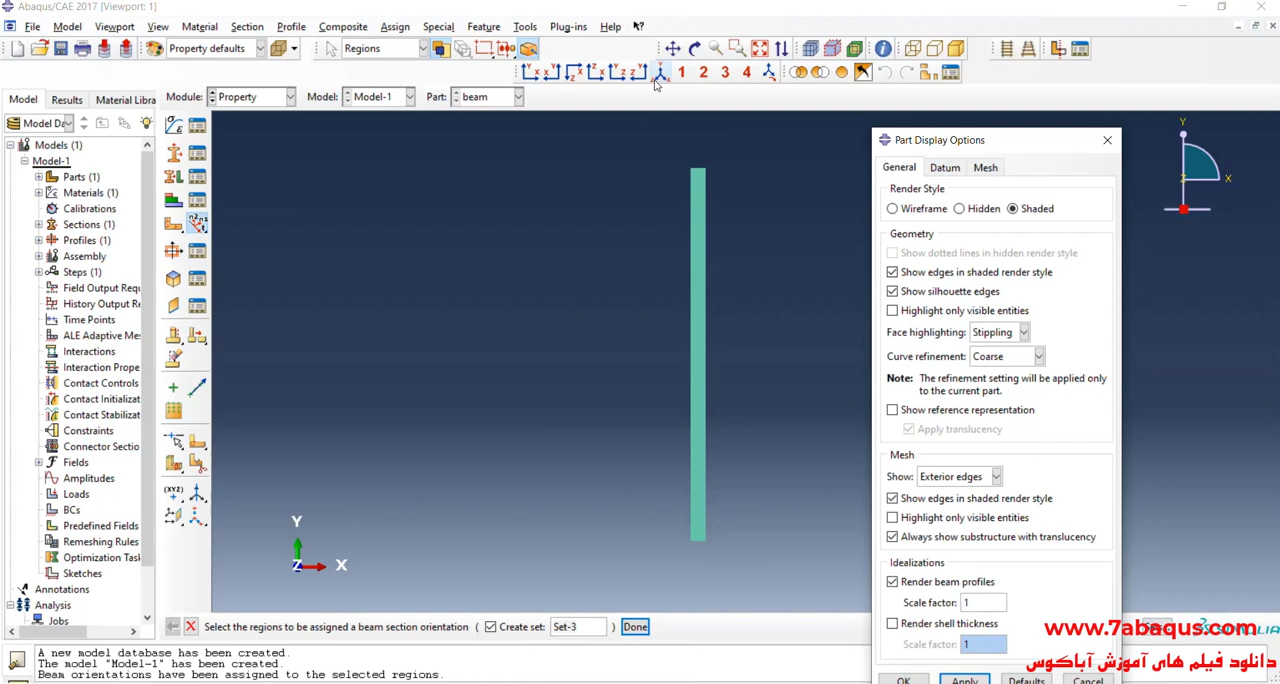 Abaqus/CAE 2017 [Viewport: 1]
File Model Viewport View Material Section Profile Composite Assign Special Feature Tools Plug-ins Help
Property defaults Regions
1 2 3 4
Model Results Material Libra Module: Property Model: Model-1 Part: beam
Model Da
Models (1)
Model-1
Parts (1)
Materials (1)
Calibrations
Sections (1)
Profiles (1)
Assembly
Steps (1)
Field Output Requ
History Output R
Time Points
ALE Adaptive Mes
Interactions
Interaction Prope
Contact Controls
Contact Initializat
Contact Stabilizat
Constraints
Connector Sectio
Fields
Amplitudes
Loads
BCs
Predefined Fields
Remeshing Rules
Optimization Task
Sketches
Annotations
Analysis
Jobs
(XYZ)
Y
X
Z
Y
X
Z
Part Display Options
General Datum Mesh
Render Style
Wireframe Hidden Shaded
Geometry
Show dotted lines in hidden render style
Show edges in shaded render style
Show silhouette edges
Highlight only visible entities
Face highlighting: Stippling
Curve refinement: Coarse
Note: The refinement setting will be applied only
to the current part.
Show reference representation
Apply translucency
Mesh
Show: Exterior edges
Show edges in shaded render style
Highlight only visible entities
Always show substructure with translucency
Idealizations
Render beam profiles
Scale factor: 1
Render shell thickness
Scale factor: 1
OK Apply Defaults Cancel
Select the regions to be assigned a beam section orientation ( Create set: Set-3 ) Done
www.7abaqus.com
دانلود فیلم های آموزش آباکوس
A new model database has been created.
The model "Model-1" has been created.
Beam orientations have been assigned to the selected regions.